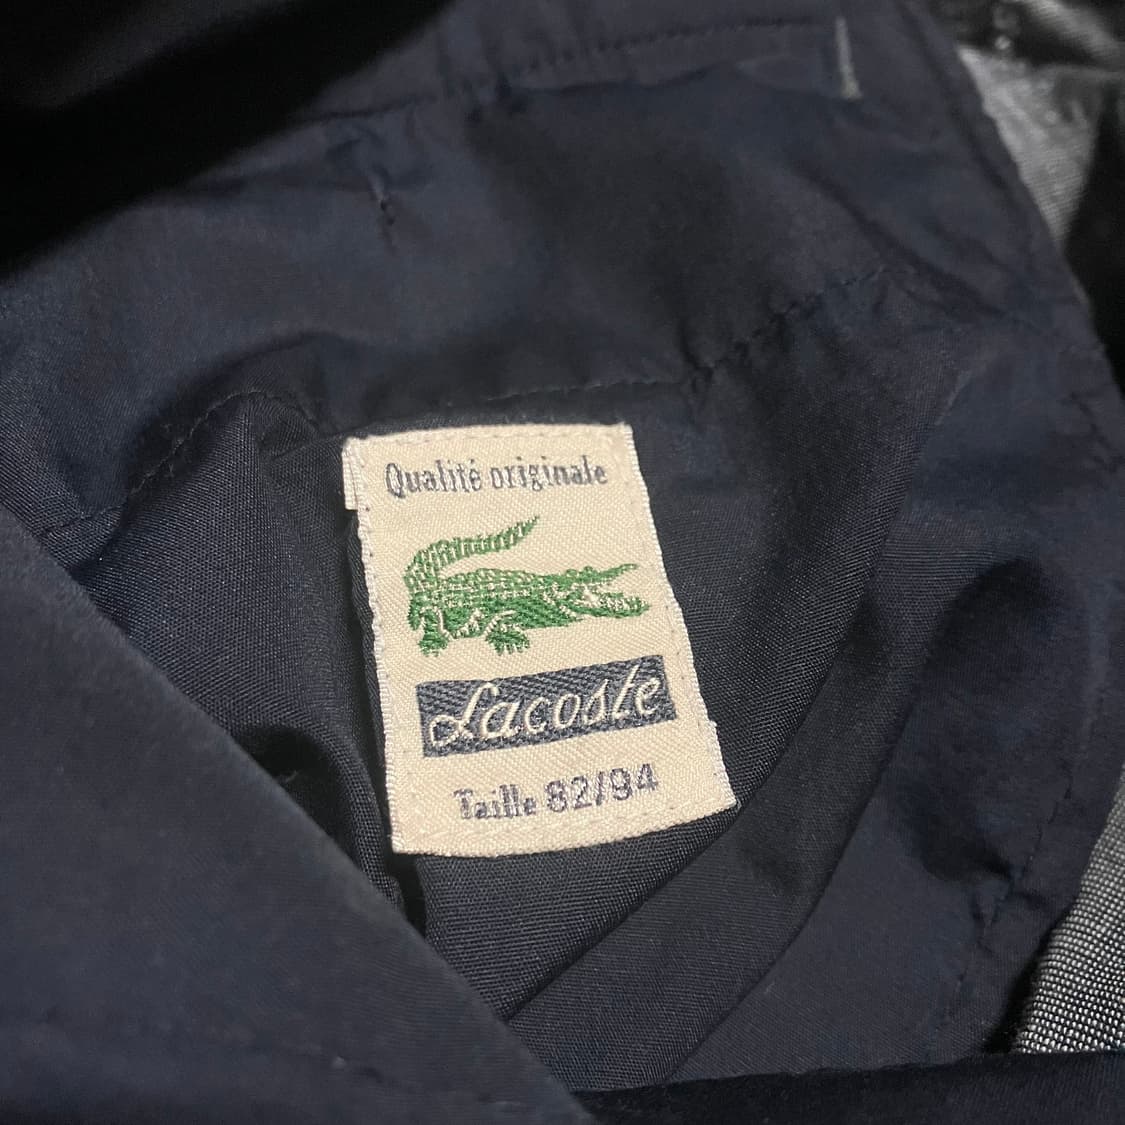 Qualité originale
Lacoste
Taille 82/94